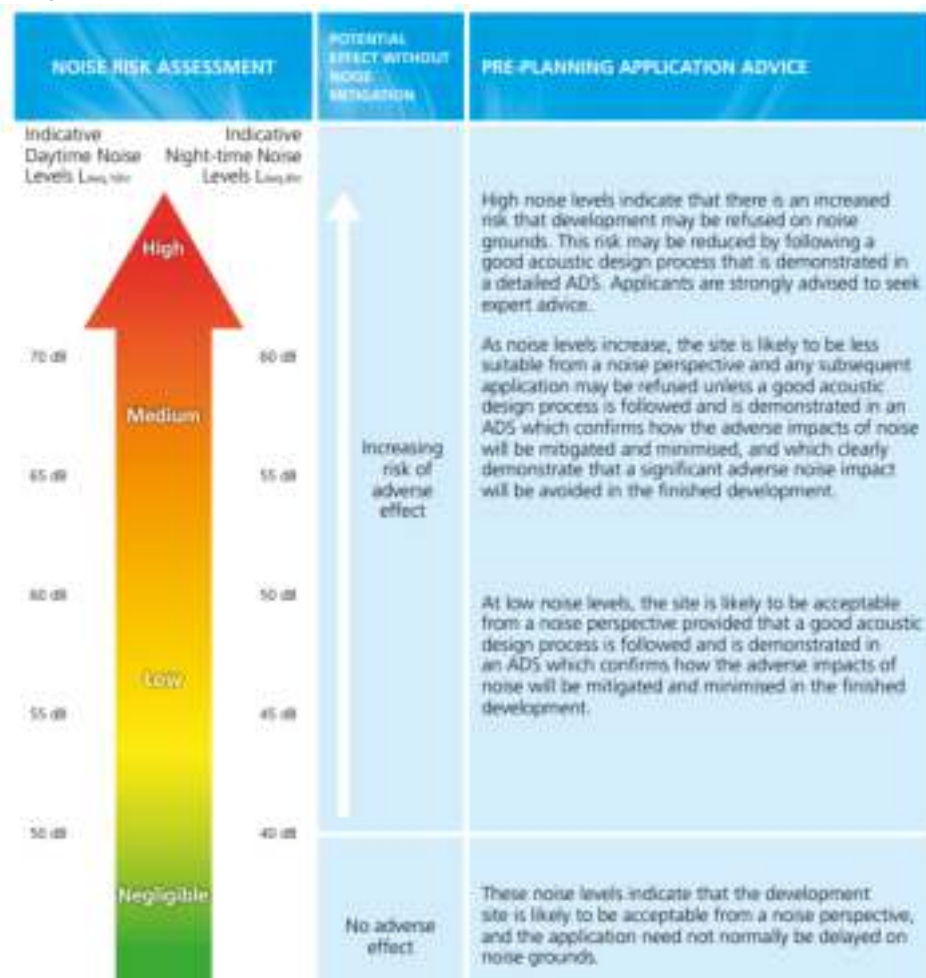 NOISE RISK ASSESSMENT
POTENTIAL
EFFECT WITHOUT
NOISE
MITIGATION
PRE-PLANNING APPLICATION ADVICE
Indicative
Daytime Noise
Levels LAeq,16hr
Indicative
Night-time Noise
Levels LAeq,8hr
High
70 dB
60 dB
Medium
65 dB
55 dB
60 dB
50 dB
Low
55 dB
45 dB
50 dB
40 dB
Negligible
Increasing
risk of
adverse
effect
No adverse
effect
High noise levels indicate that there is an increased
risk that development may be refused on noise
grounds. This risk may be reduced by following a
good acoustic design process that is demonstrated in
a detailed ADS. Applicants are strongly advised to seek
expert advice.
As noise levels increase, the site is likely to be less
suitable from a noise perspective and any subsequent
application may be refused unless a good acoustic
design process is followed and is demonstrated in an
ADS which confirms how the adverse impacts of noise
will be mitigated and minimised, and which clearly
demonstrate that a significant adverse noise impact
will be avoided in the finished development.
At low noise levels, the site is likely to be acceptable
from a noise perspective provided that a good acoustic
design process is followed and is demonstrated in
an ADS which confirms how the adverse impacts of
noise will be mitigated and minimised in the finished
development.
These noise levels indicate that the development
site is likely to be acceptable from a noise perspective,
and the application need not normally be delayed on
noise grounds.